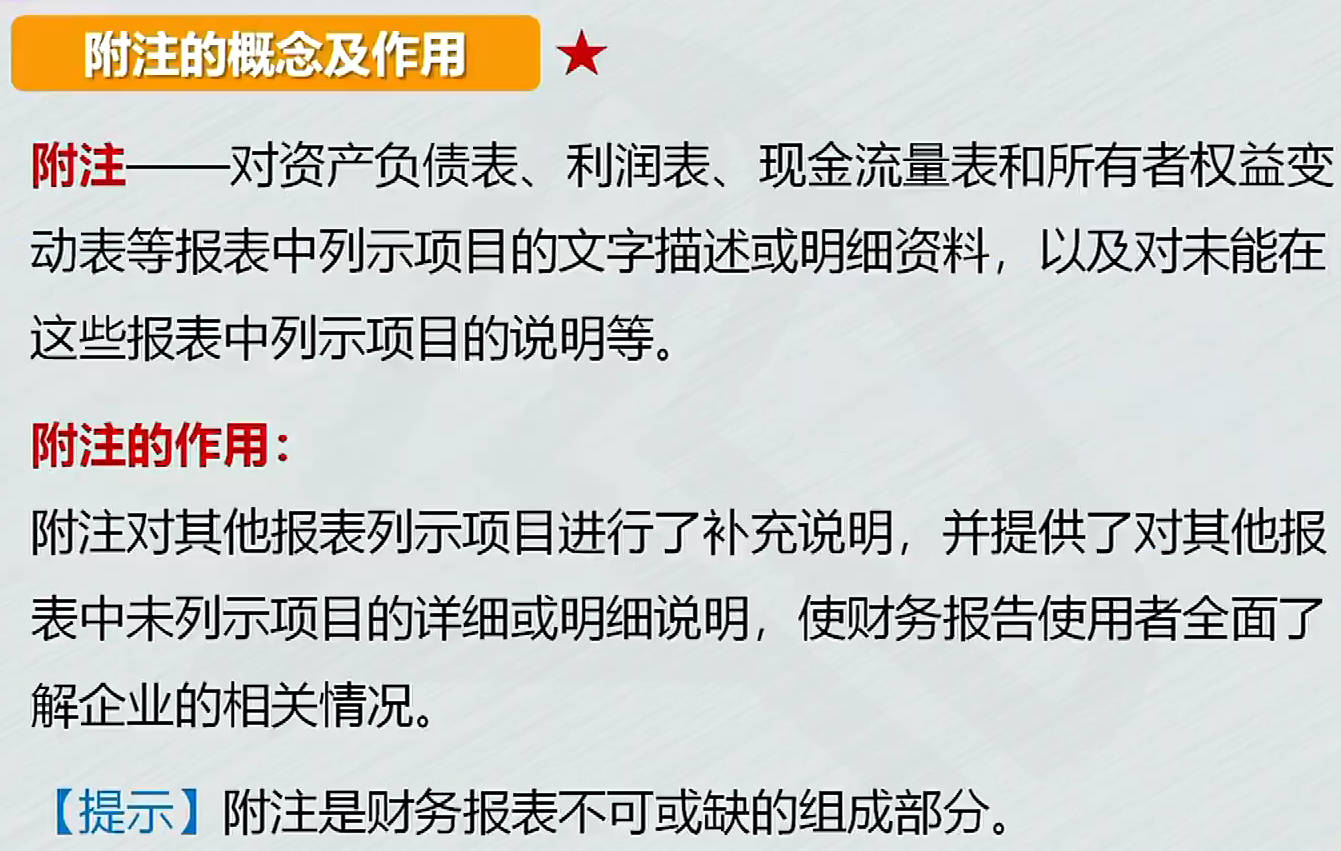 附注的概念及作用
附注——对资产负债表、利润表、现金流量表和所有者权益变
动表等报表中列示项目的文字描述或明细资料，以及对未能在
这些报表中列示项目的说明等。
附注的作用：
附注对其他报表列示项目进行了补充说明，并提供了对其他报
表中未列示项目的详细或明细说明，使财务报告使用者全面了
解企业的相关情况。
【提示】附注是财务报表不可或缺的组成部分。